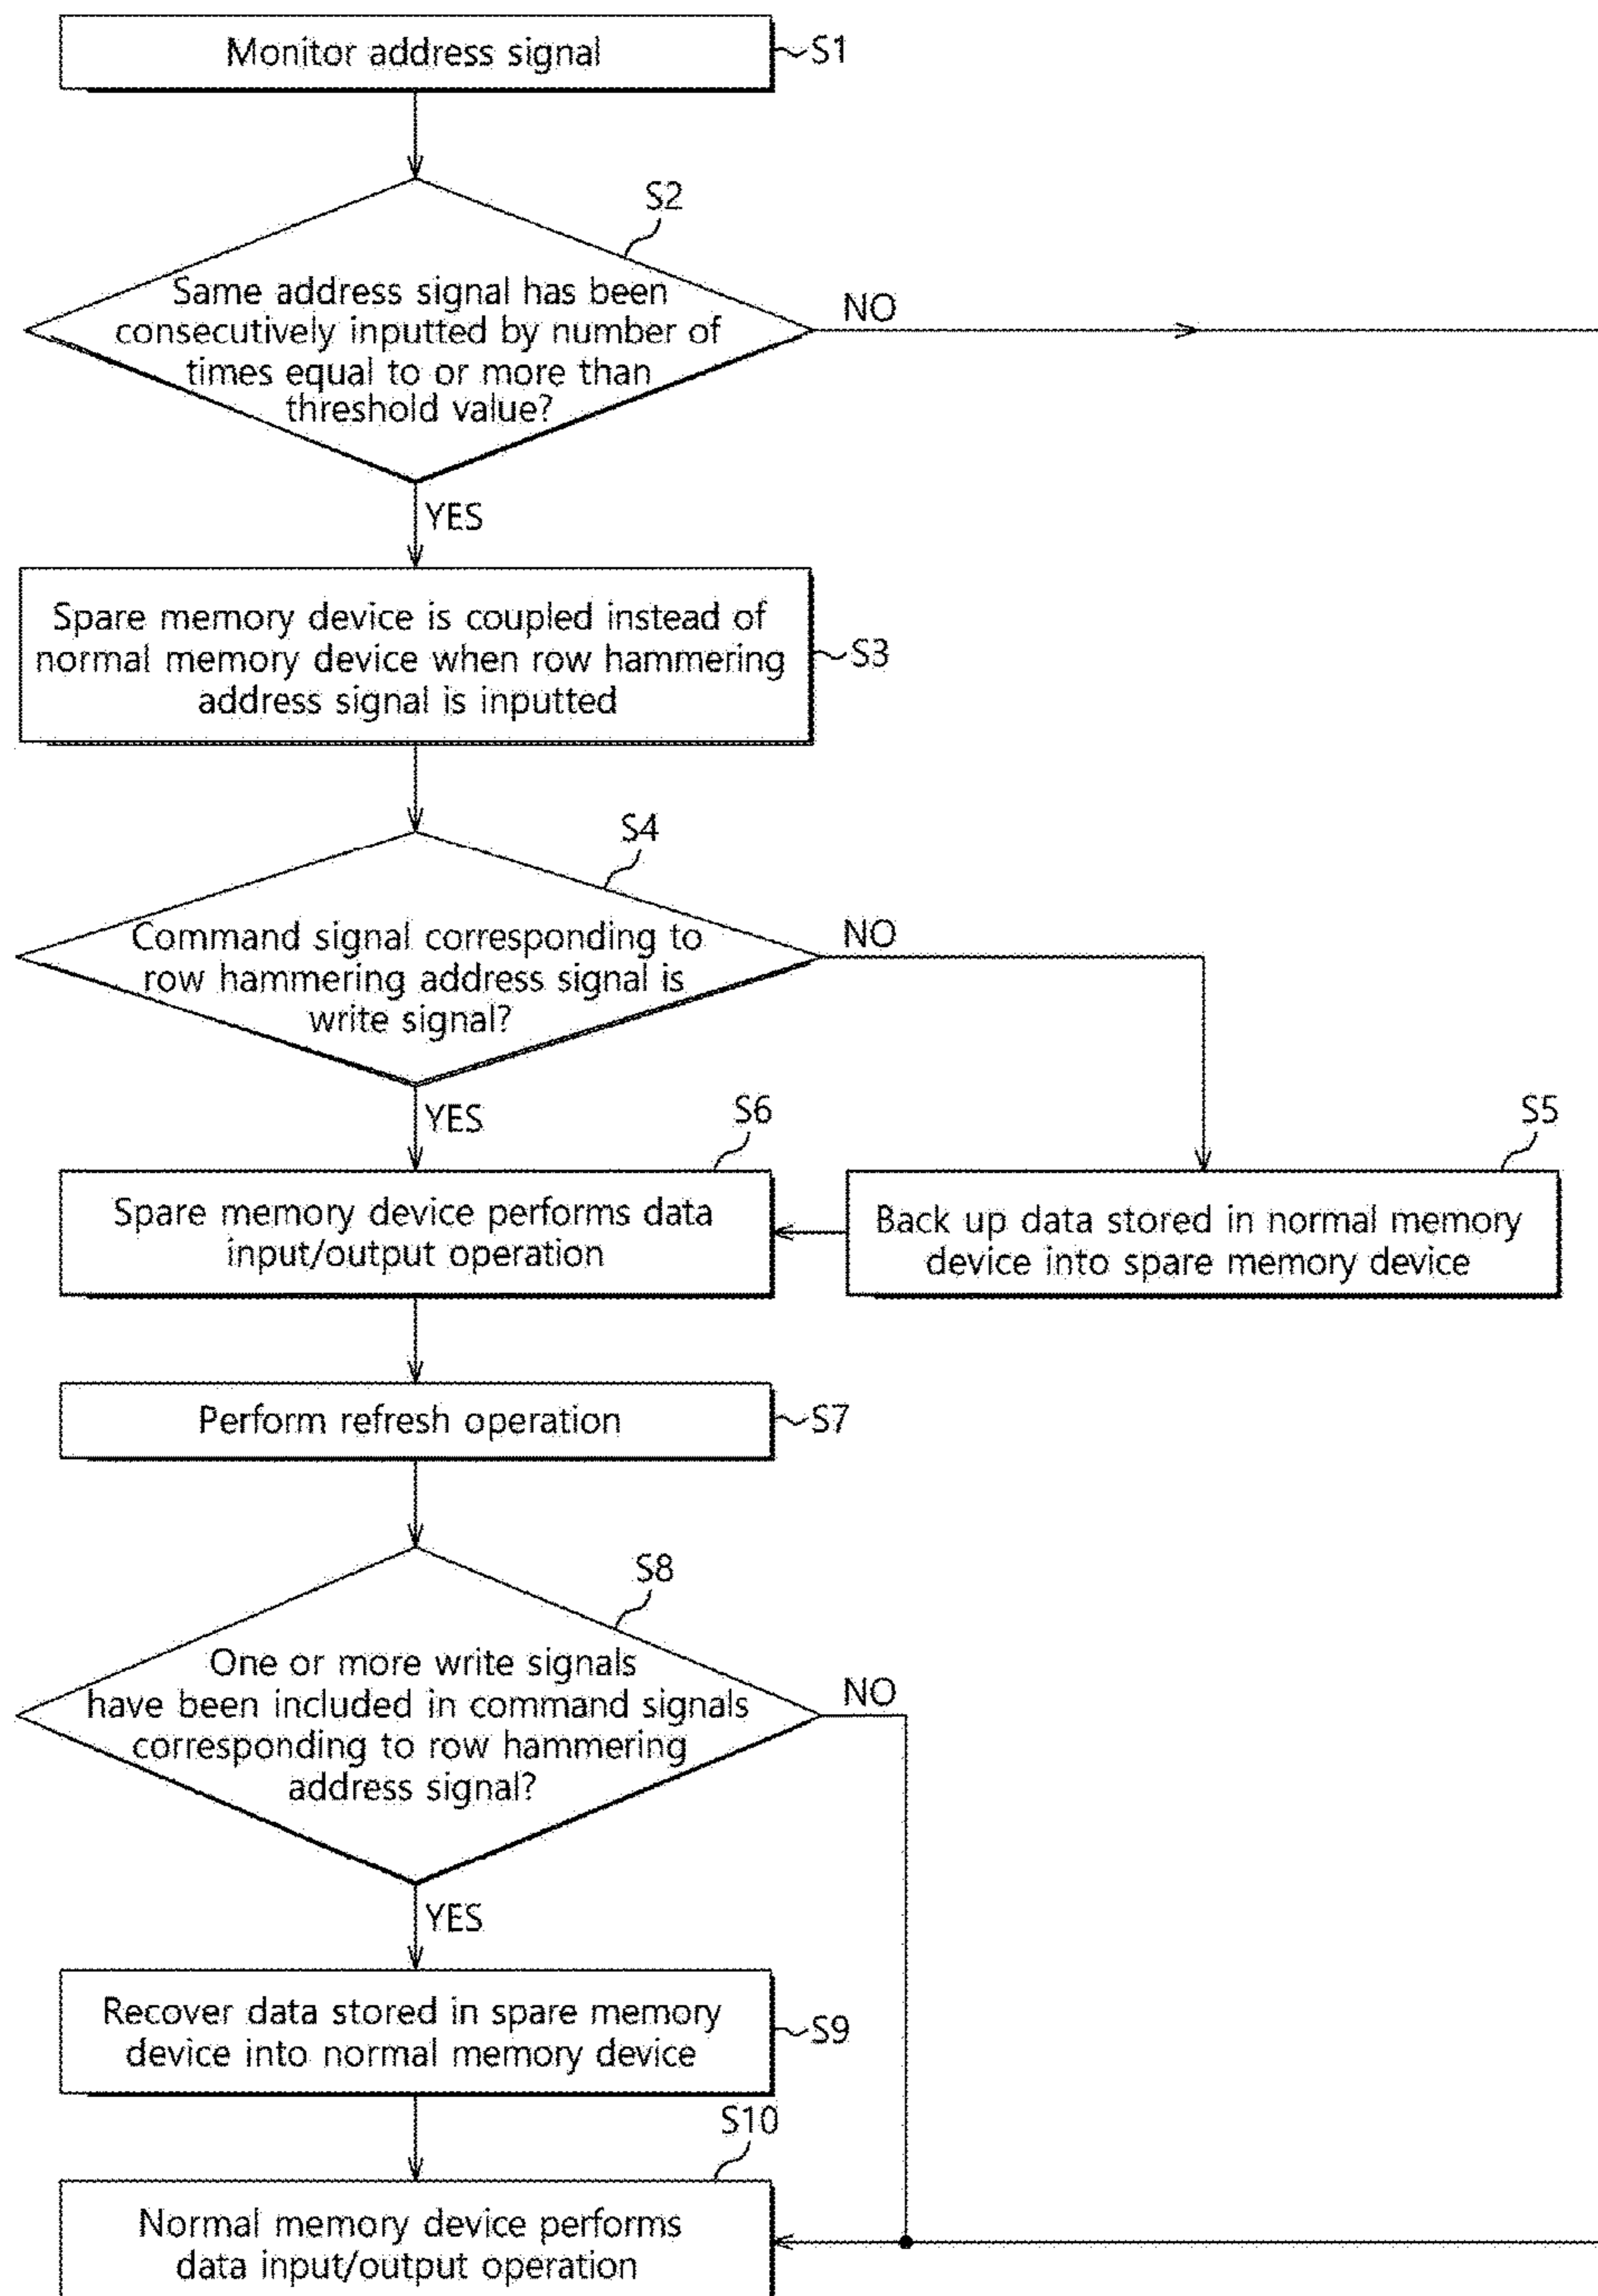 Monitor address signal
S1
S2
Same address signal has been
consecutively inputted by number of
times equal to or more than
threshold value?
NO
YES
Spare memory device is coupled instead of
normal memory device when row hammering
address signal is inputted
S3
S4
Command signal corresponding to
row hammering address signal is
write signal?
NO
YES
S6
S5
Spare memory device performs data
input/output operation
Back up data stored in normal memory
device into spare memory device
Perform refresh operation
S7
S8
One or more write signals
have been included in command signals
corresponding to row hammering
address signal?
NO
YES
Recover data stored in spare memory
device into normal memory device
S9
S10
Normal memory device performs
data input/output operation